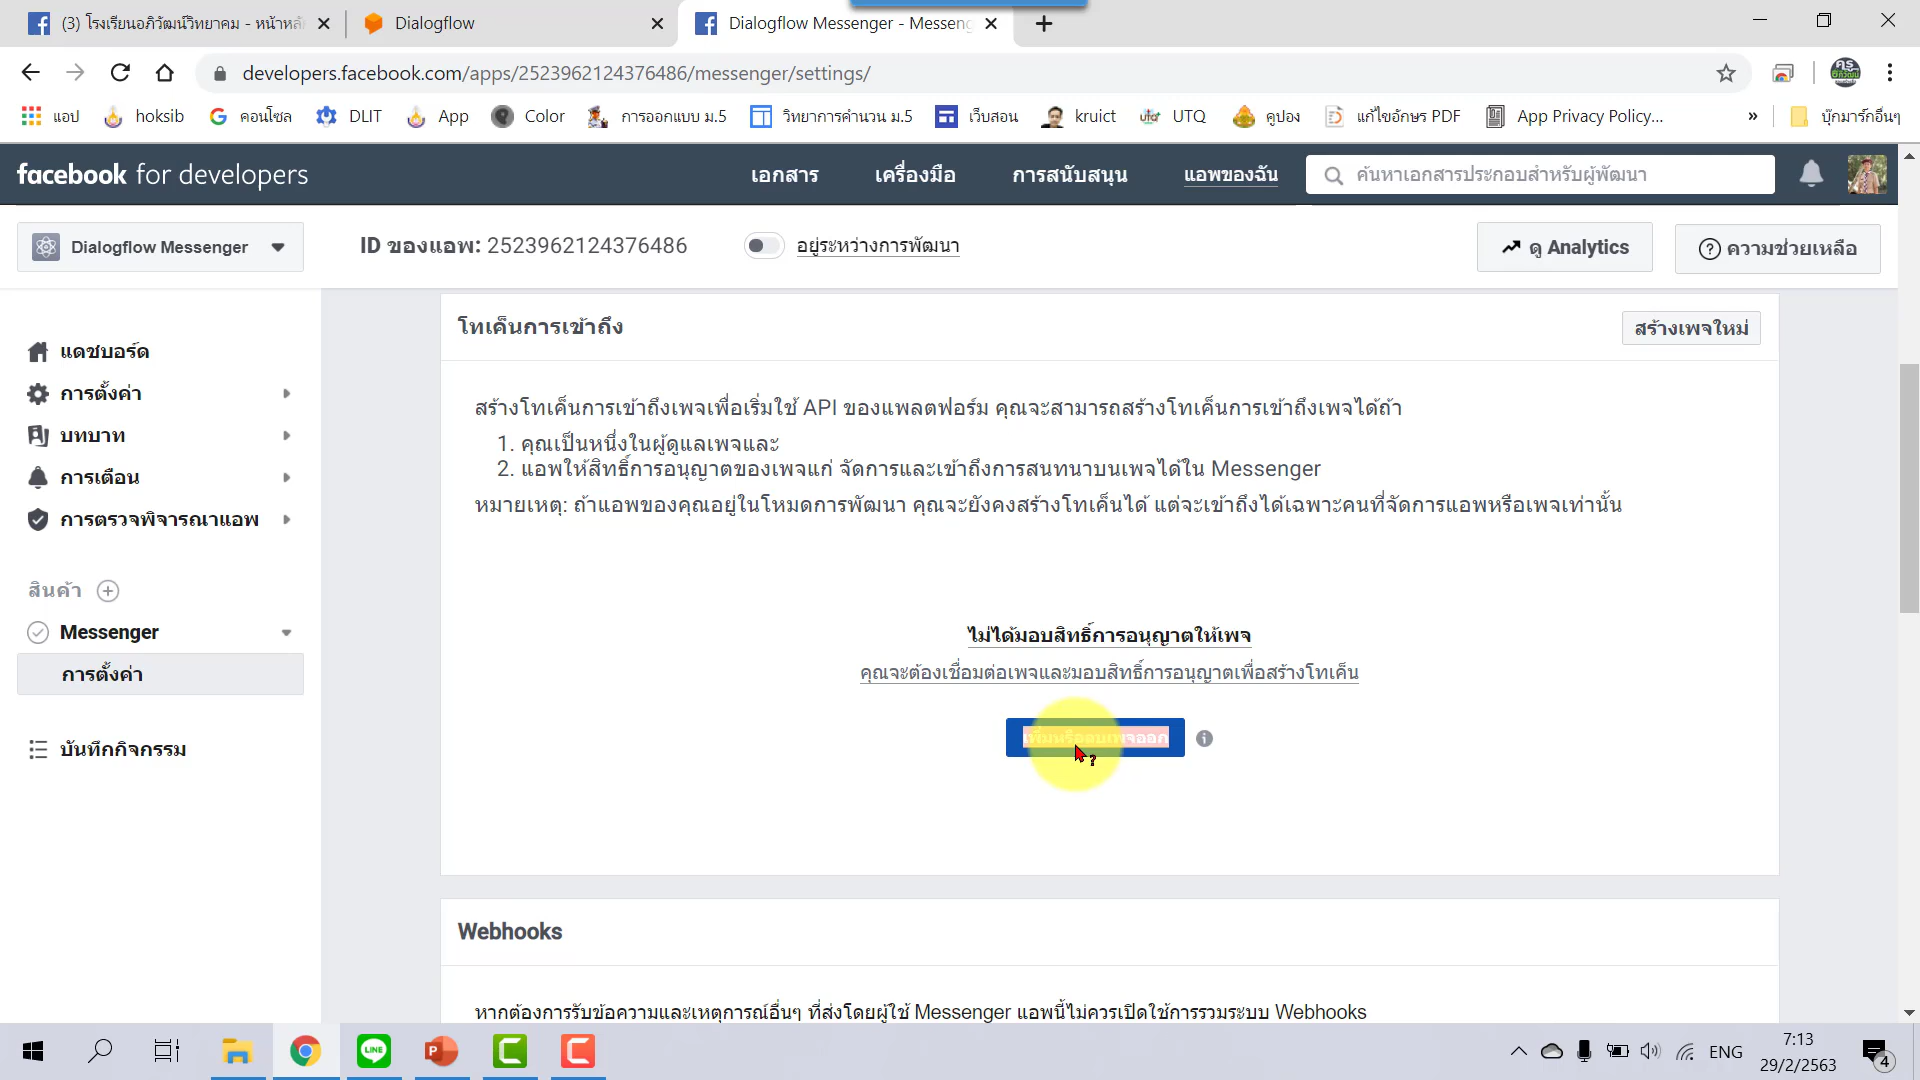 (3) โรงเรียนอภิวัฒน์วิทยาคม - หน้าหลัก
Dialogflow
Dialogflow Messenger - Messeng
developers.facebook.com/apps/2523962124376486/messenger/settings/
แอป
hoksib
คอนโซล
DLIT
App
Color
การออกแบบ ม.5
วิทยาการคำนวน ม.5
เว็บสอน
kruict
UTQ
คูปอง
แก้ไขอักษร PDF
App Privacy Policy...
»
บุ๊กมาร์กอื่นๆ
facebook for developers
เอกสาร
เครื่องมือ
การสนับสนุน
แอพของฉัน
ค้นหาเอกสารประกอบสำหรับผู้พัฒนา
Dialogflow Messenger
ID ของแอพ: 2523962124376486
อยู่ระหว่างการพัฒนา
ดู Analytics
ความช่วยเหลือ
แดชบอร์ด
การตั้งค่า
บทบาท
การเตือน
การตรวจพิจารณาแอพ
สินค้า
Messenger
การตั้งค่า
บันทึกกิจกรรม
โทเค็นการเข้าถึง
สร้างเพจใหม่
สร้างโทเค็นการเข้าถึงเพจเพื่อเริ่มใช้ API ของแพลตฟอร์ม คุณจะสามารถสร้างโทเค็นการเข้าถึงเพจได้ถ้า
1. คุณเป็นหนึ่งในผู้ดูแลเพจและ
2. แอพให้สิทธิ์การอนุญาตของเพจแก่ จัดการและเข้าถึงการสนทนาบนเพจได้ใน Messenger
หมายเหตุ: ถ้าแอพของคุณอยู่ในโหมดการพัฒนา คุณจะยังคงสร้างโทเค็นได้ แต่จะเข้าถึงได้เฉพาะคนที่จัดการแอพหรือเพจเท่านั้น
ไม่ได้มอบสิทธิ์การอนุญาตให้เพจ
คุณจะต้องเชื่อมต่อเพจและมอบสิทธิ์การอนุญาตเพื่อสร้างโทเค็น
เพิ่มหรือลบเพจออก
Webhooks
หากต้องการรับข้อความและเหตุการณ์อื่นๆ ที่ส่งโดยผู้ใช้ Messenger แอพนี้ไม่ควรเปิดใช้การรวมระบบ Webhooks
ENG
7:13
29/2/2563
4